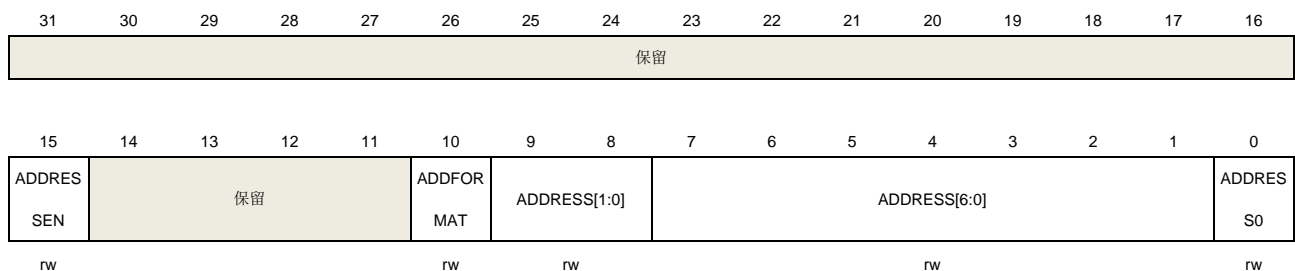 31 30 29 28 27 26 25 24 23 22 21 20 19 18 17 16
保留
15 14 13 12 11 10 9 8 7 6 5 4 3 2 1 0
ADDRES
SEN
保留
ADDFOR
MAT
ADDRESS[1:0]
ADDRESS[6:0]
ADDRES
S0
rw rw rw rw rw